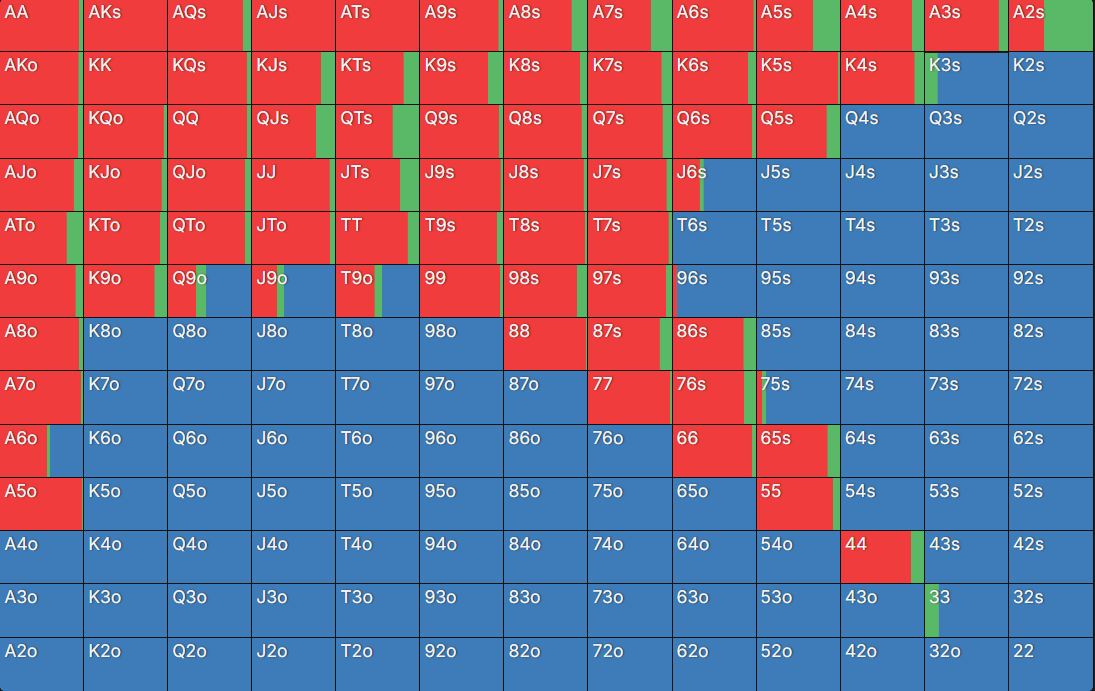 AA AKs AQs AJs ATs A9s A8s A7s A6s A5s A4s A3s A2s
AKo KK KQs KJs KTs K9s K8s K7s K6s K5s K4s K3s K2s
AQo KQo QQ QJs QTs Q9s Q8s Q7s Q6s Q5s Q4s Q3s Q2s
AJo KJo QJo JJ JTs J9s J8s J7s J6s J5s J4s J3s J2s
ATo KTo QTo JTo TT T9s T8s T7s T6s T5s T4s T3s T2s
A9o K9o Q9o J9o T9o 99 98s 97s 96s 95s 94s 93s 92s
A8o K8o Q8o J8o T8o 98o 88 87s 86s 85s 84s 83s 82s
A7o K7o Q7o J7o T7o 97o 87o 77 76s 75s 74s 73s 72s
A6o K6o Q6o J6o T6o 96o 86o 76o 66 65s 64s 63s 62s
A5o K5o Q5o J5o T5o 95o 85o 75o 65o 55 54s 53s 52s
A4o K4o Q4o J4o T4o 94o 84o 74o 64o 54o 44 43s 42s
A3o K3o Q3o J3o T3o 93o 83o 73o 63o 53o 43o 33 32s
A2o K2o Q2o J2o T2o 92o 82o 72o 62o 52o 42o 32o 22